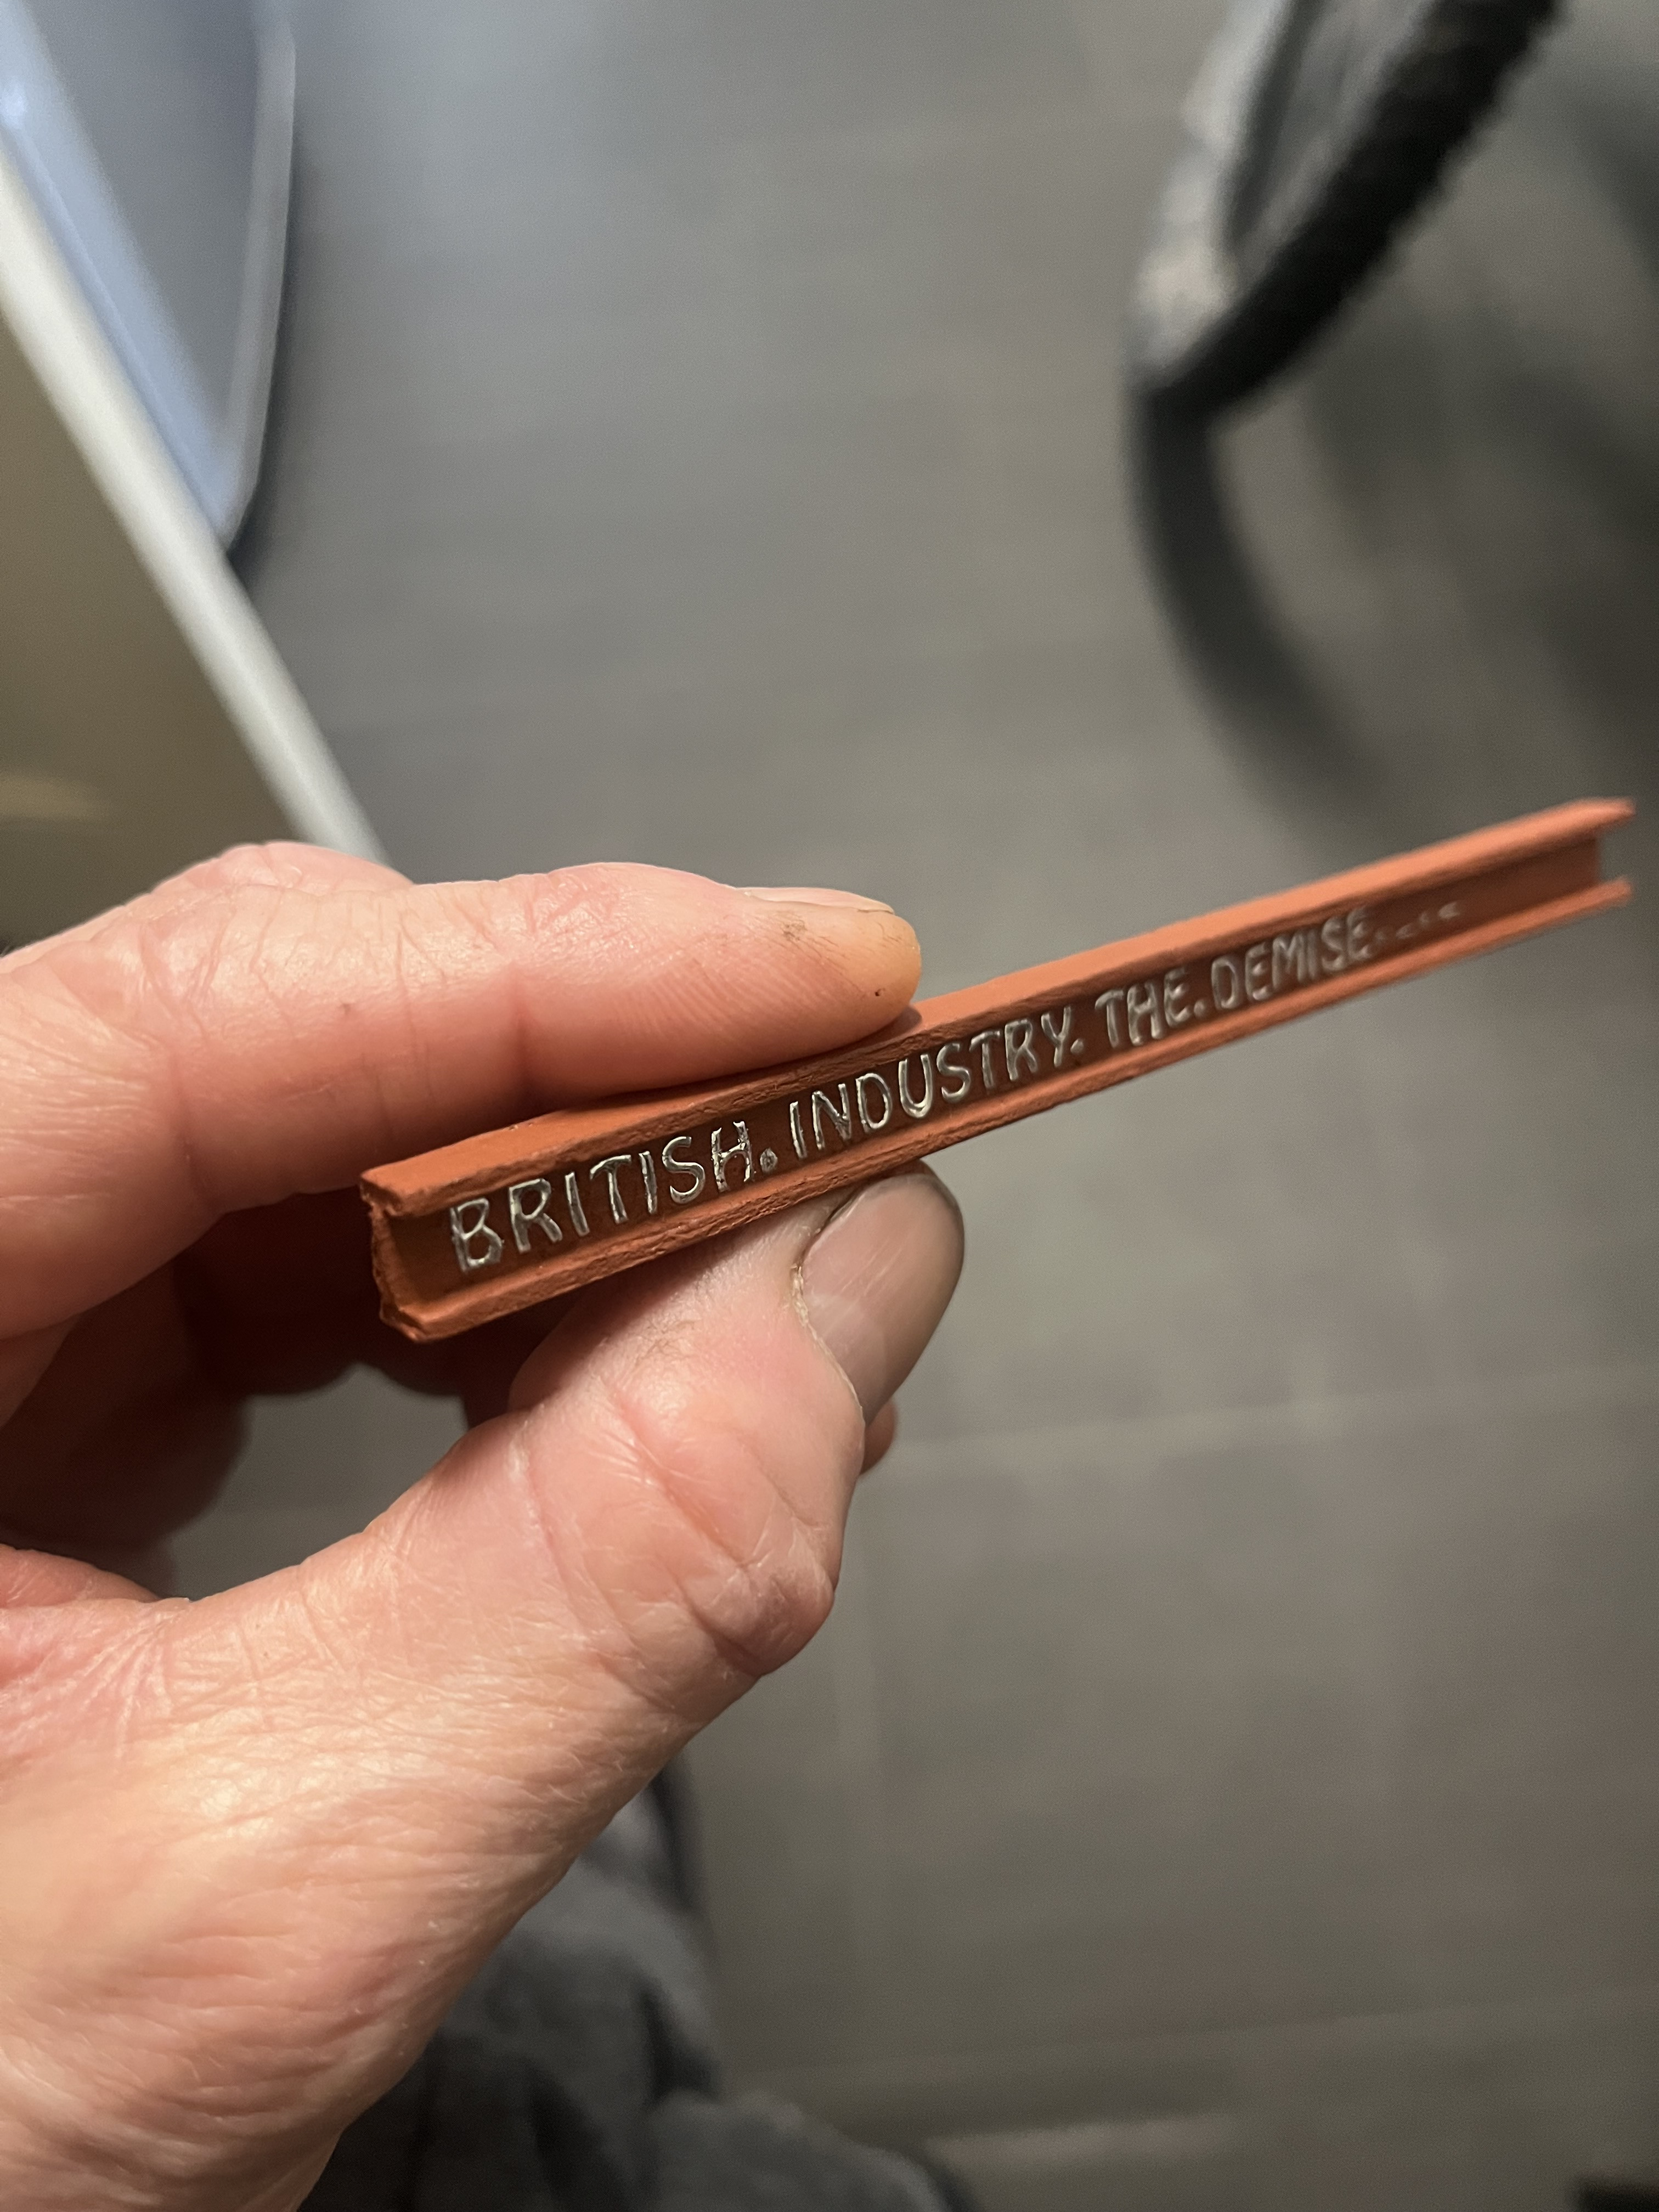 BRITISH. INDUSTRY. THE. DEMISE.....